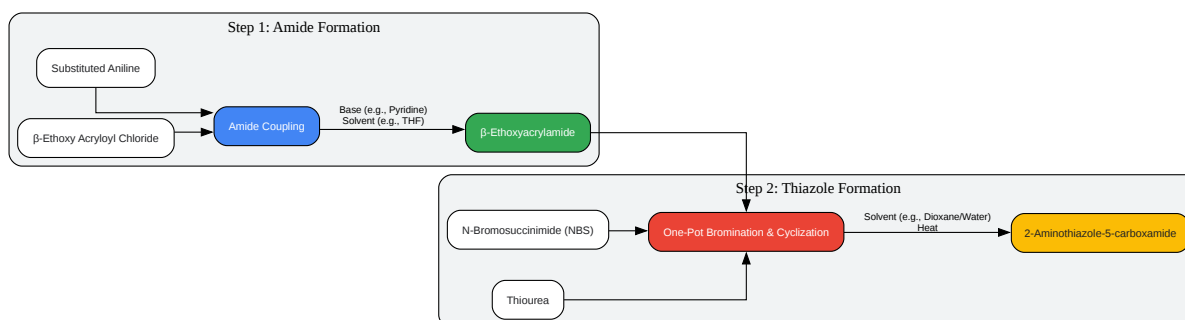 Step 1: Amide Formation
Substituted Aniline
β-Ethoxy Acryloyl Chloride
Amide Coupling
Base (e.g., Pyridine)
Solvent (e.g., THF)
β-Ethoxyacrylamide
Step 2: Thiazole Formation
N-Bromosuccinimide (NBS)
Thiourea
One-Pot Bromination & Cyclization
Solvent (e.g., Dioxane/Water)
Heat
2-Aminothiazole-5-carboxamide